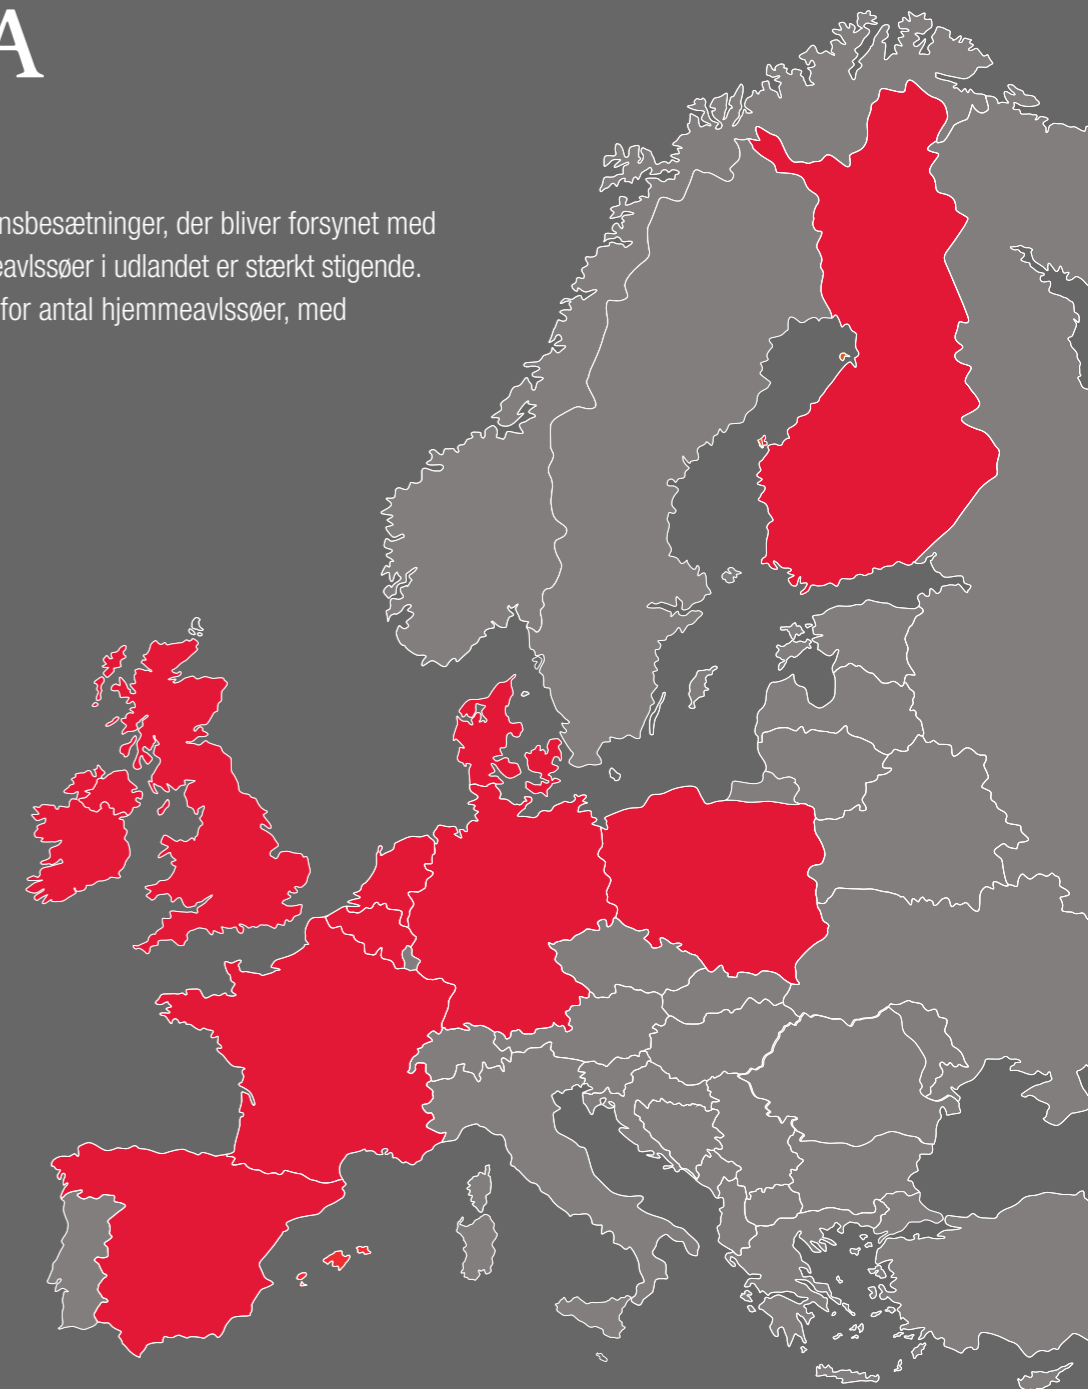 A
nsbesætninger, der bliver forsynet med
eavlssøer i udlandet er stærkt stigende.
for antal hjemmeavlssøer, med